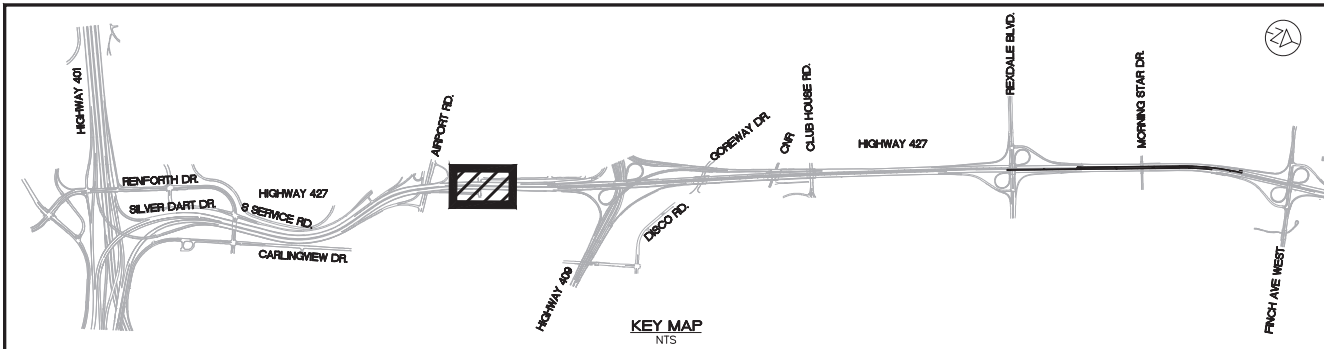 HIGHWAY 401
RENFORTH DR.
SILVER DART DR.
HIGHWAY 427
S SERVICE RD.
CARLINGVIEW DR.
AIRPORT RD.
HIGHWAY 409
DISCO RD.
GOREWAY DR.
CNR
CLUB HOUSE RD.
HIGHWAY 427
REXDALE BLVD.
MORNING STAR DR.
FINCH AVE WEST
N
KEY MAP
NTS